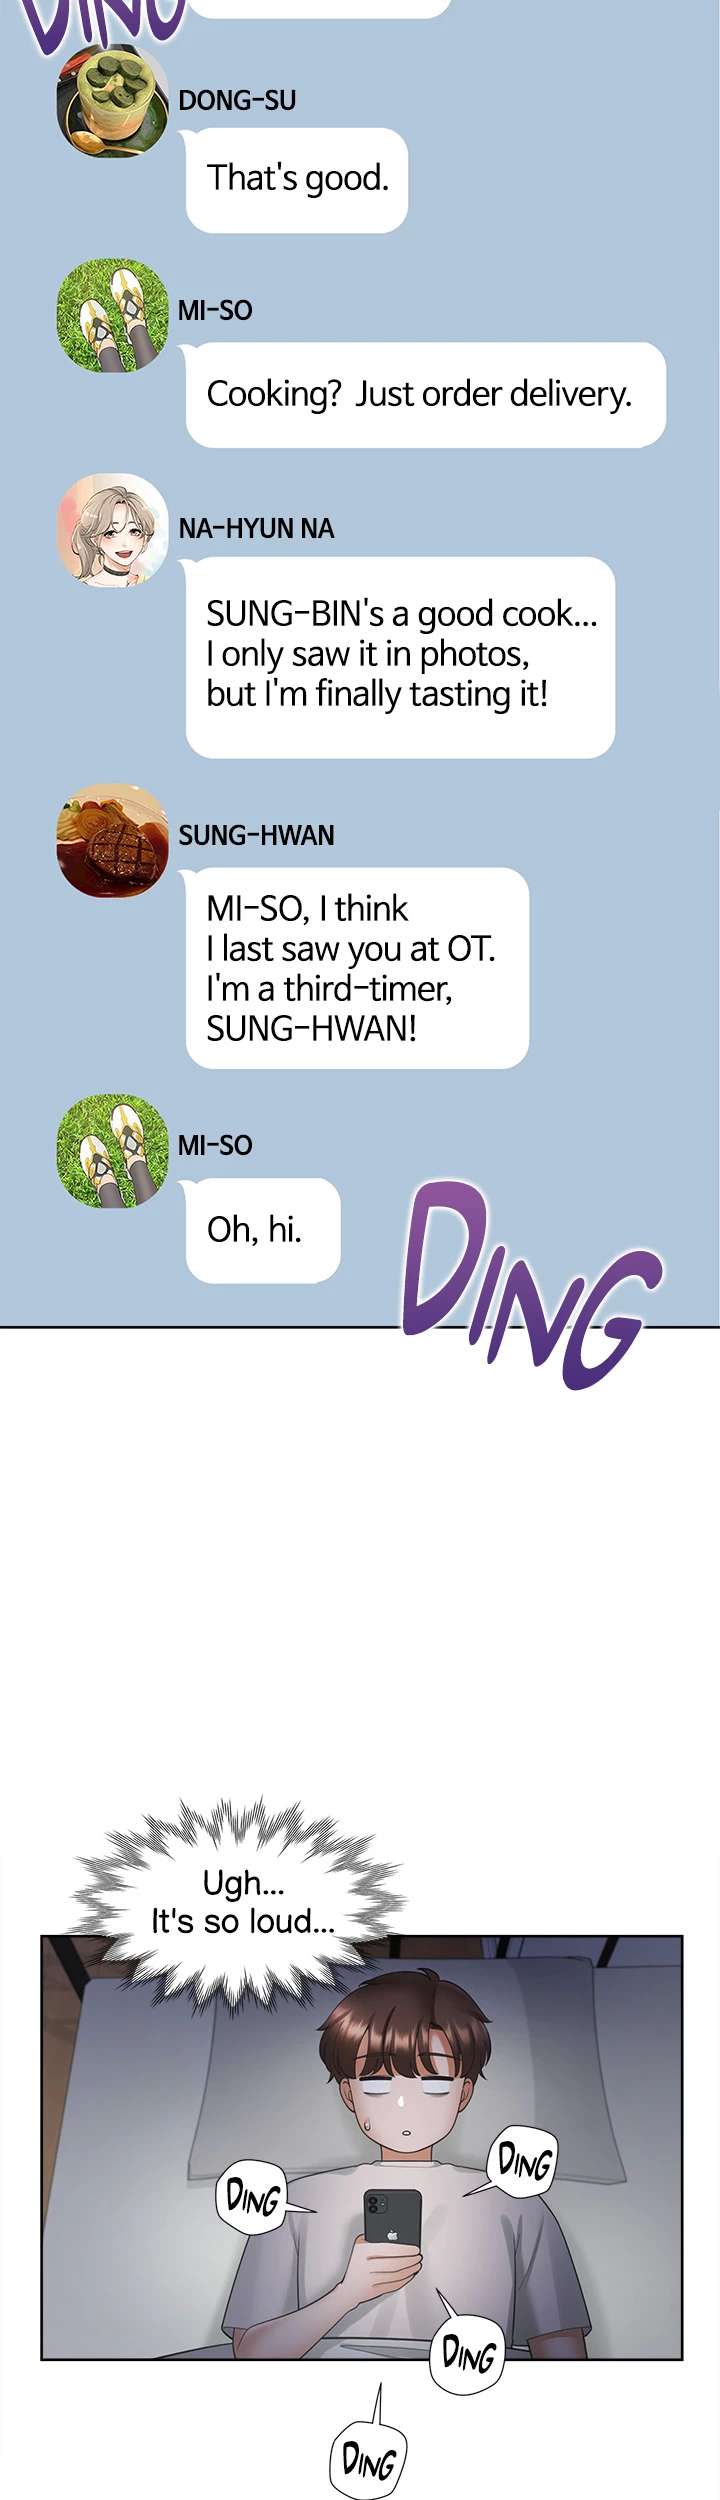 DING
DONG-SU
That's good.
MI-SO
Cooking? Just order delivery.
NA-HYUN NA
SUNG-BIN's a good cook...
I only saw it in photos,
but I'm finally tasting it!
SUNG-HWAN
MI-SO, I think
I last saw you at OT.
I'm a third-timer,
SUNG-HWAN!
MI-SO
Oh, hi.
DING
Ugh...
It's so loud...
DING
DING
DING
DING